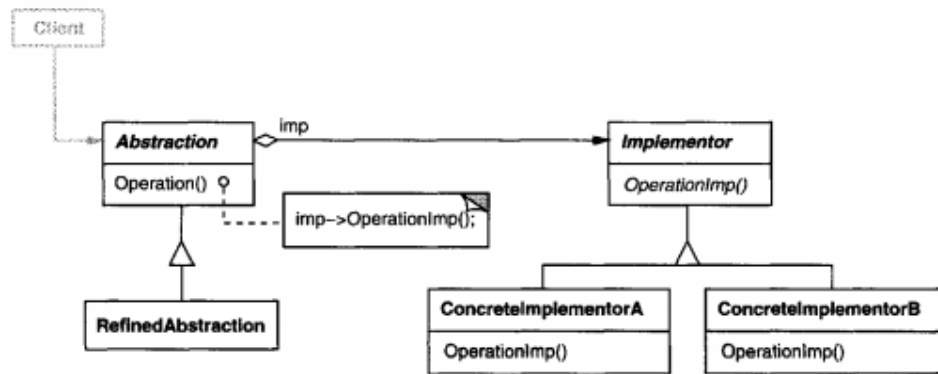 Client
imp
Abstraction
Implementor
Operation()
OperationImp()
imp->OperationImp();
RefinedAbstraction
ConcreteImplementorA
ConcreteImplementorB
OperationImp()
OperationImp()